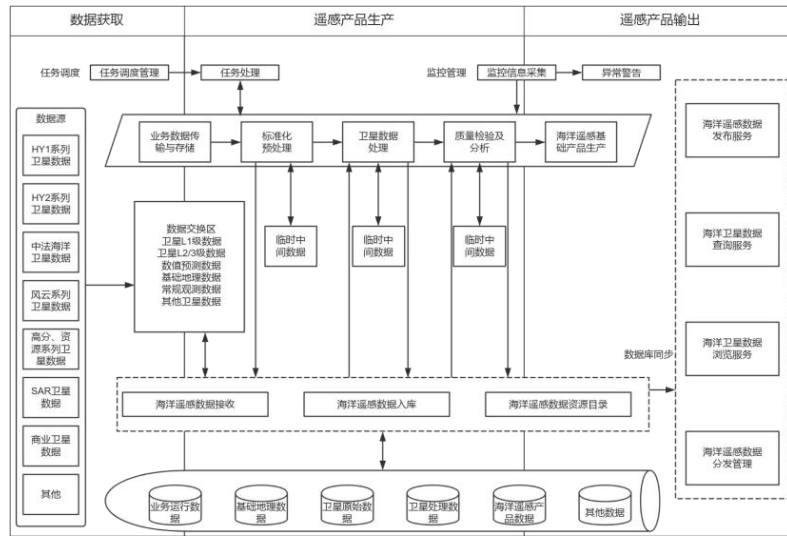 数据获取
遥感产品生产
遥感产品输出
任务调度
任务调度管理
任务处理
监控管理
监控信息采集
异常警告
数据源
HY1系列
卫星数据
HY2系列
卫星数据
中法海洋
卫星数据
风云系列
卫星数据
高分、资
源系列卫
星数据
SAR卫星
数据
商业卫星
数据
其他
业务数据传
输与存储
标准化
预处理
卫星数据
处理
质量检验及
分析
海洋遥感基
础产品生产
数据交换区
卫星L1级数据
卫星L2/3级数据
数值预测数据
基础地理数据
常规观测数据
其他卫星数据
临时中
间数据
临时中
间数据
临时中
间数据
海洋遥感数据接收
海洋遥感数据入库
海洋遥感数据资源目录
数据库同步
业务运行数
据
基础地理数
据
卫星原始数
据
卫星处理数
据
海洋遥感产
品数据
其他数据
海洋遥感数据
发布服务
海洋卫星数据
查询服务
海洋卫星数据
浏览服务
海洋遥感数据
分发管理